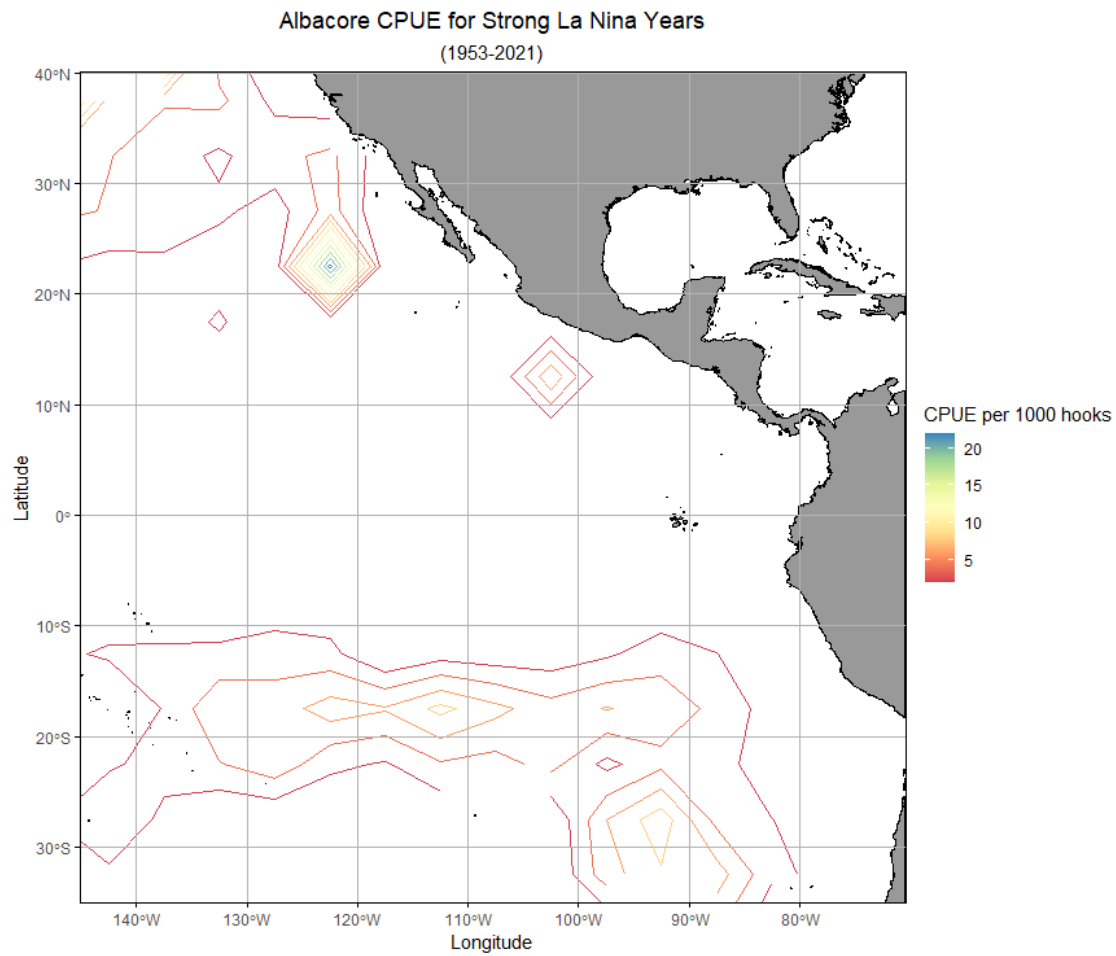 Albacore CPUE for Strong La Nina Years
(1953-2021)
40°N
30°N
20°N
10°N
0°
10°S
20°S
30°S
Latitude
140°W 130°W 120°W 110°W 100°W 90°W 80°W
Longitude
CPUE per 1000 hooks
20
15
10
5